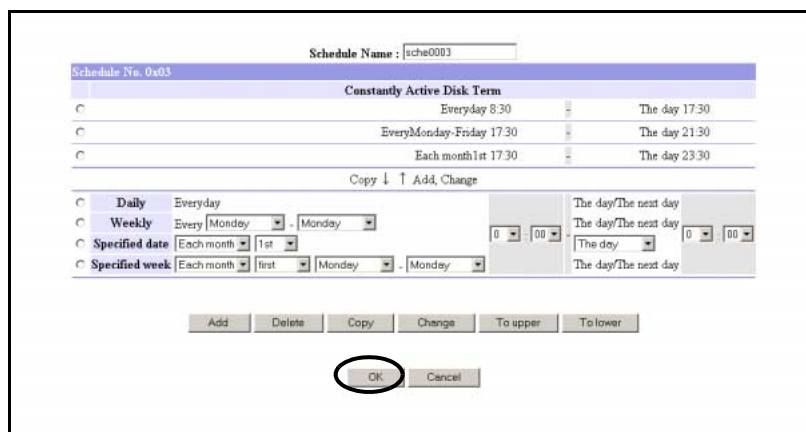 Schedule Name : sche0003
Schedule No. 0x03
Constantly Active Disk Term
Everyday 8:30 - The day 17:30
EveryMonday-Friday 17:30 - The day 21:30
Each month1st 17:30 - The day 23:30
Copy ↓ ↑ Add, Change
Daily Everyday The day/The next day
Weekly Every Monday - Monday The day/The next day
0 : 00 - 0 : 00
Specified date Each month 1st The day
Specified week Each month first Monday - Monday The day/The next day
Add Delete Copy Change To upper To lower
OK Cancel